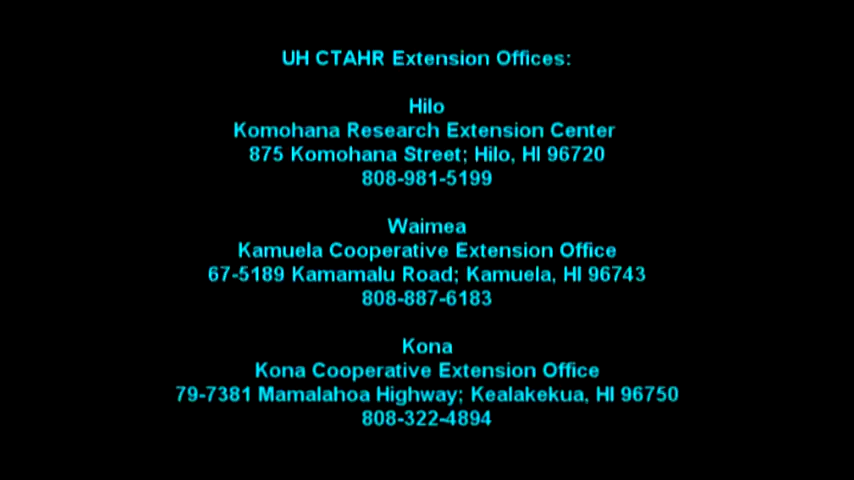 UH CTAHR Extension Offices:
Hilo
Komohana Research Extension Center
875 Komohana Street; Hilo, HI 96720
808-981-5199
Waimea
Kamuela Cooperative Extension Office
67-5189 Kamamalu Road; Kamuela, HI 96743
808-887-6183
Kona
Kona Cooperative Extension Office
79-7381 Mamalahoa Highway; Kealakekua, HI 96750
808-322-4894